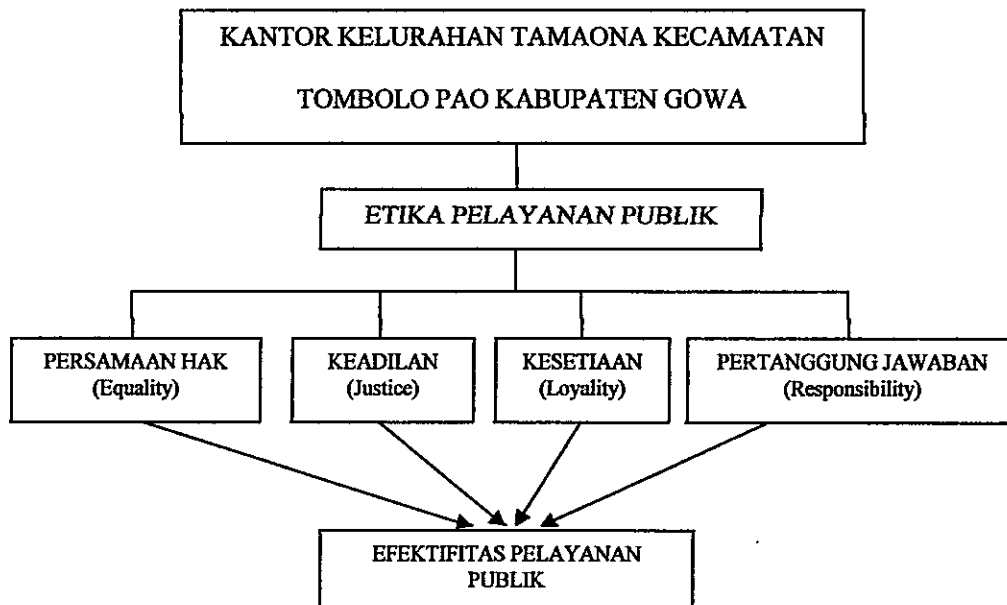 KANTOR KELURAHAN TAMAONA KECAMATAN
TOMBOLO PAO KABUPATEN GOWA
ETIKA PELAYANAN PUBLIK
PERSAMAAN HAK
(Equality)
KEADILAN
(Justice)
KESETIAAN
(Loyality)
PERTANGGUNG JAWABAN
(Responsibility)
EFEKTIFITAS PELAYANAN
PUBLIK